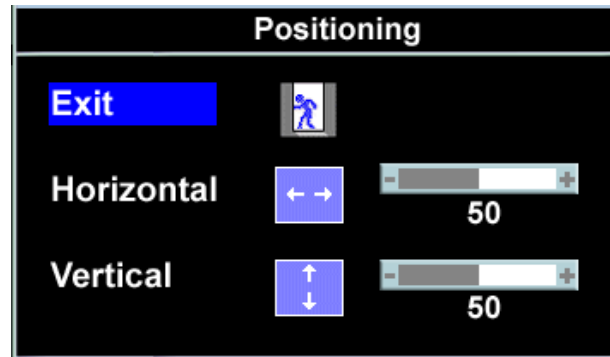 Positioning
Exit
Horizontal
- +
50
Vertical
- +
50